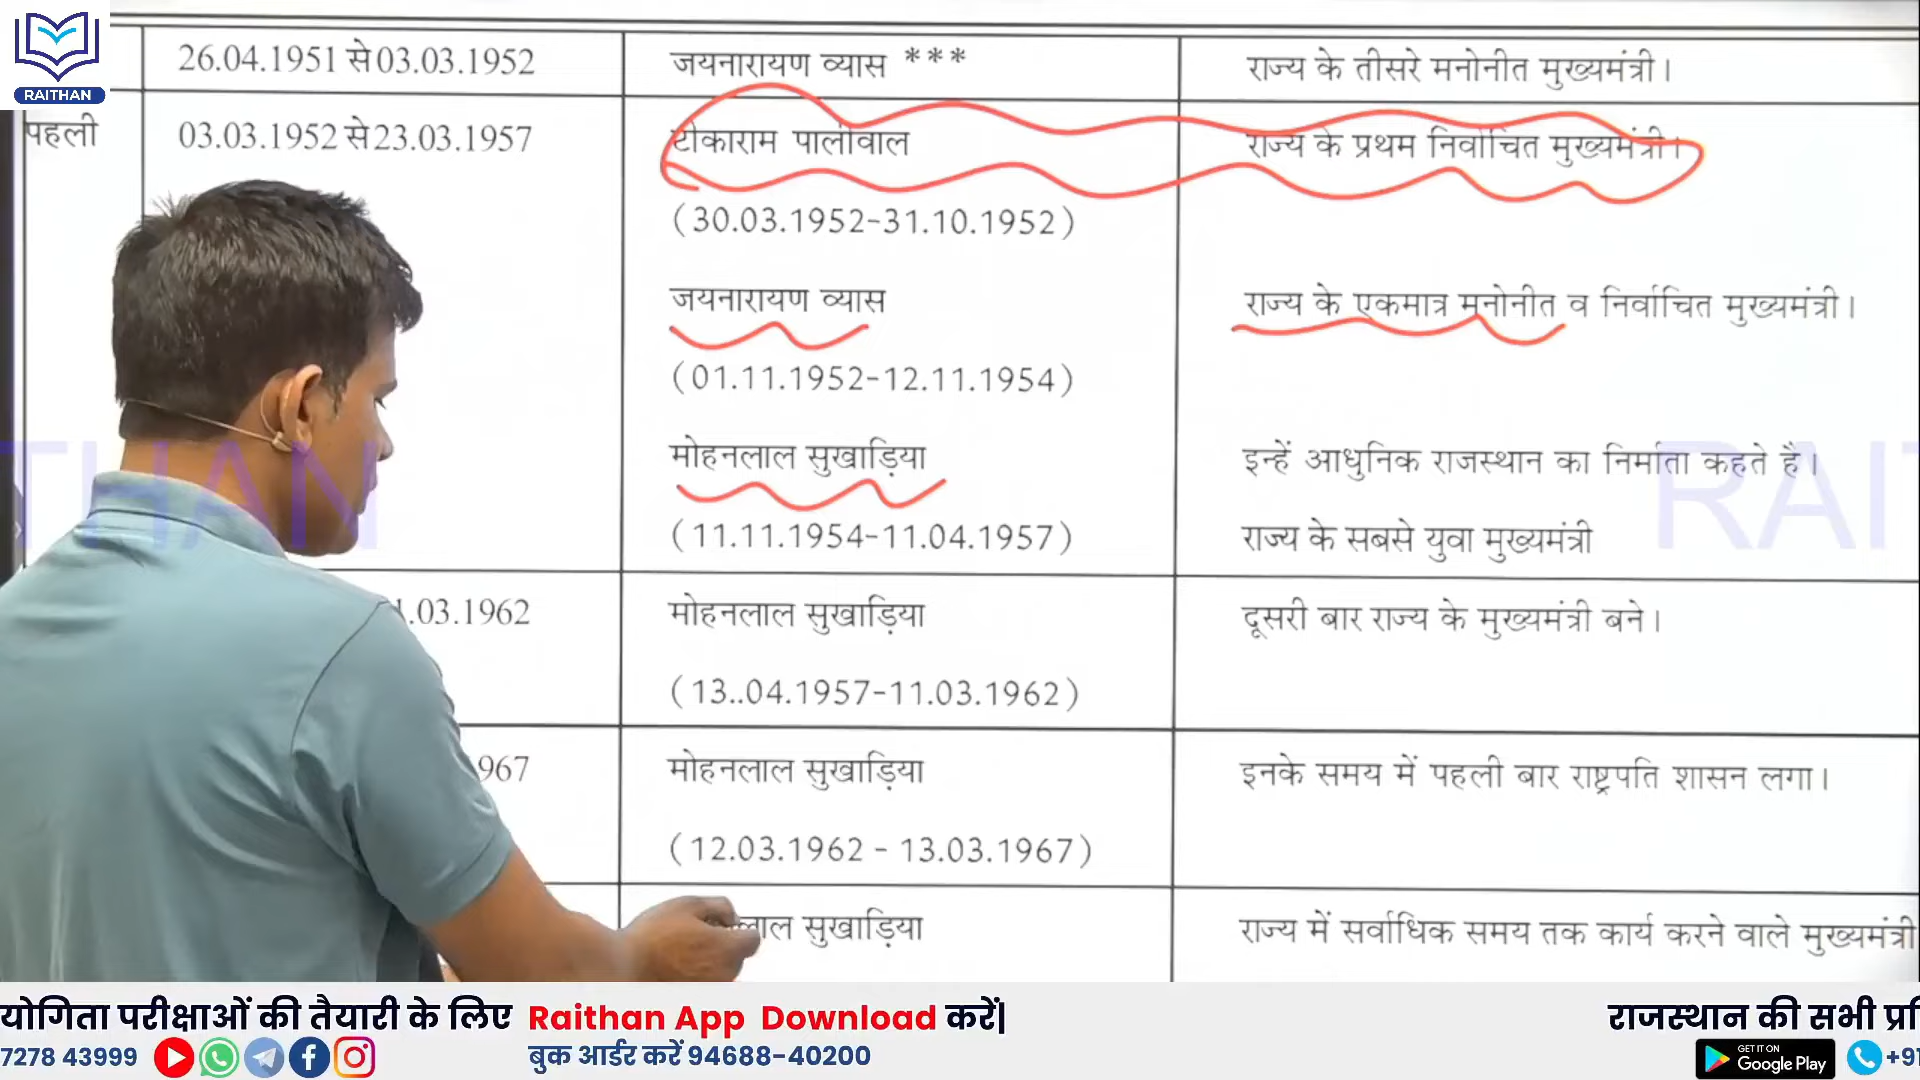 RAITHAN
26.04.1951 से 03.03.1952
जयनारायण व्यास ***
राज्य के तीसरे मनोनीत मुख्यमंत्री।
पहली
03.03.1952 से 23.03.1957
टीकाराम पालीवाल
राज्य के प्रथम निर्वाचित मुख्यमंत्री।
(30.03.1952-31.10.1952)
जयनारायण व्यास
राज्य के एकमात्र मनोनीत व निर्वाचित मुख्यमंत्री।
(01.11.1952-12.11.1954)
मोहनलाल सुखाड़िया
इन्हें आधुनिक राजस्थान का निर्माता कहते है।
THAN
RAIT
(11.11.1954-11.04.1957)
राज्य के सबसे युवा मुख्यमंत्री
.03.1962
मोहनलाल सुखाड़िया
दूसरी बार राज्य के मुख्यमंत्री बने।
(13..04.1957-11.03.1962)
967
मोहनलाल सुखाड़िया
इनके समय में पहली बार राष्ट्रपति शासन लगा।
(12.03.1962 - 13.03.1967)
लाल सुखाड़िया
राज्य में सर्वाधिक समय तक कार्य करने वाले मुख्यमंत्री
योगिता परीक्षाओं की तैयारी के लिए Raithan App Download करें|
राजस्थान की सभी प्रि
7278 43999
बुक आर्डर करें 94688-40200
GET IT ON
Google Play
+91